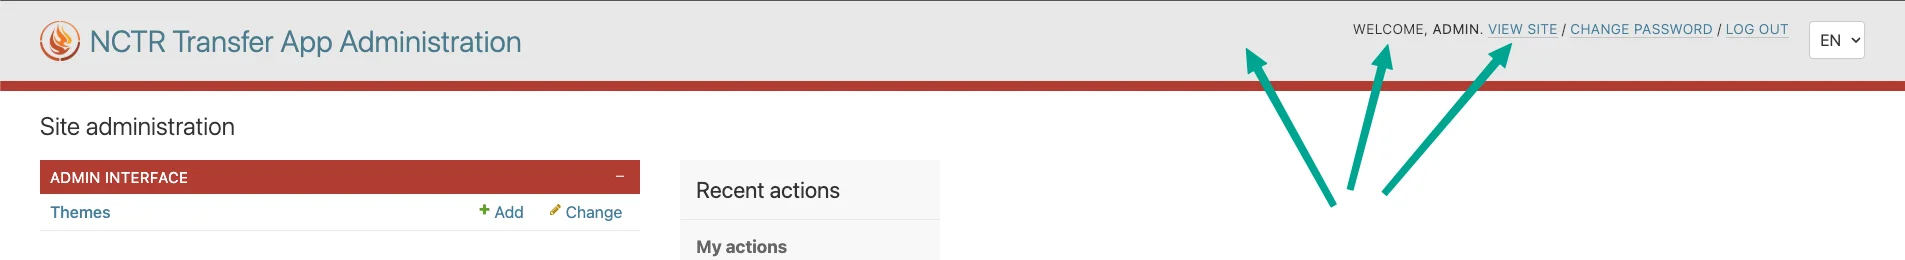 NCTR Transfer App Administration
WELCOME, ADMIN. VIEW SITE / CHANGE PASSWORD / LOG OUT
EN
Site administration
ADMIN INTERFACE −
Themes + Add Change
Recent actions
My actions